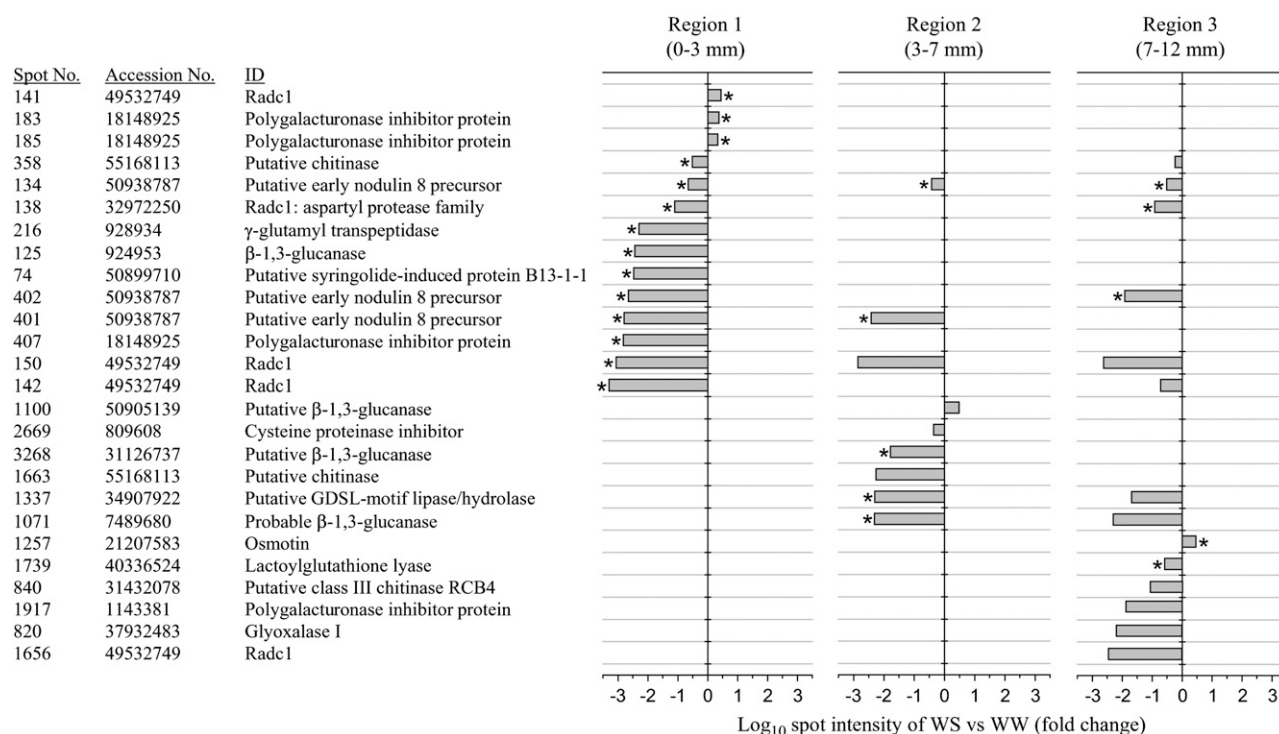 Region 1 Region 2 Region 3
(0-3 mm) (3-7 mm) (7-12 mm)
Spot No. Accession No. ID
141 49532749 Radc1 *
183 18148925 Polygalacturonase inhibitor protein *
185 18148925 Polygalacturonase inhibitor protein *
358 55168113 Putative chitinase *
134 50938787 Putative early nodulin 8 precursor * * *
138 32972250 Radc1: aspartyl protease family * *
216 928934 γ-glutamyl transpeptidase *
125 924953 β-1,3-glucanase *
74 50899710 Putative syringolide-induced protein B13-1-1 *
402 50938787 Putative early nodulin 8 precursor * *
401 50938787 Putative early nodulin 8 precursor * *
407 18148925 Polygalacturonase inhibitor protein *
150 49532749 Radc1 *
142 49532749 Radc1 *
1100 50905139 Putative β-1,3-glucanase
2669 809608 Cysteine proteinase inhibitor
3268 31126737 Putative β-1,3-glucanase *
1663 55168113 Putative chitinase
1337 34907922 Putative GDSL-motif lipase/hydrolase *
1071 7489680 Probable β-1,3-glucanase *
1257 21207583 Osmotin *
1739 40336524 Lactoylglutathione lyase *
840 31432078 Putative class III chitinase RCB4
1917 1143381 Polygalacturonase inhibitor protein
820 37932483 Glyoxalase I
1656 49532749 Radc1
-3 -2 -1 0 1 2 3 -3 -2 -1 0 1 2 3 -3 -2 -1 0 1 2 3
Log10 spot intensity of WS vs WW (fold change)